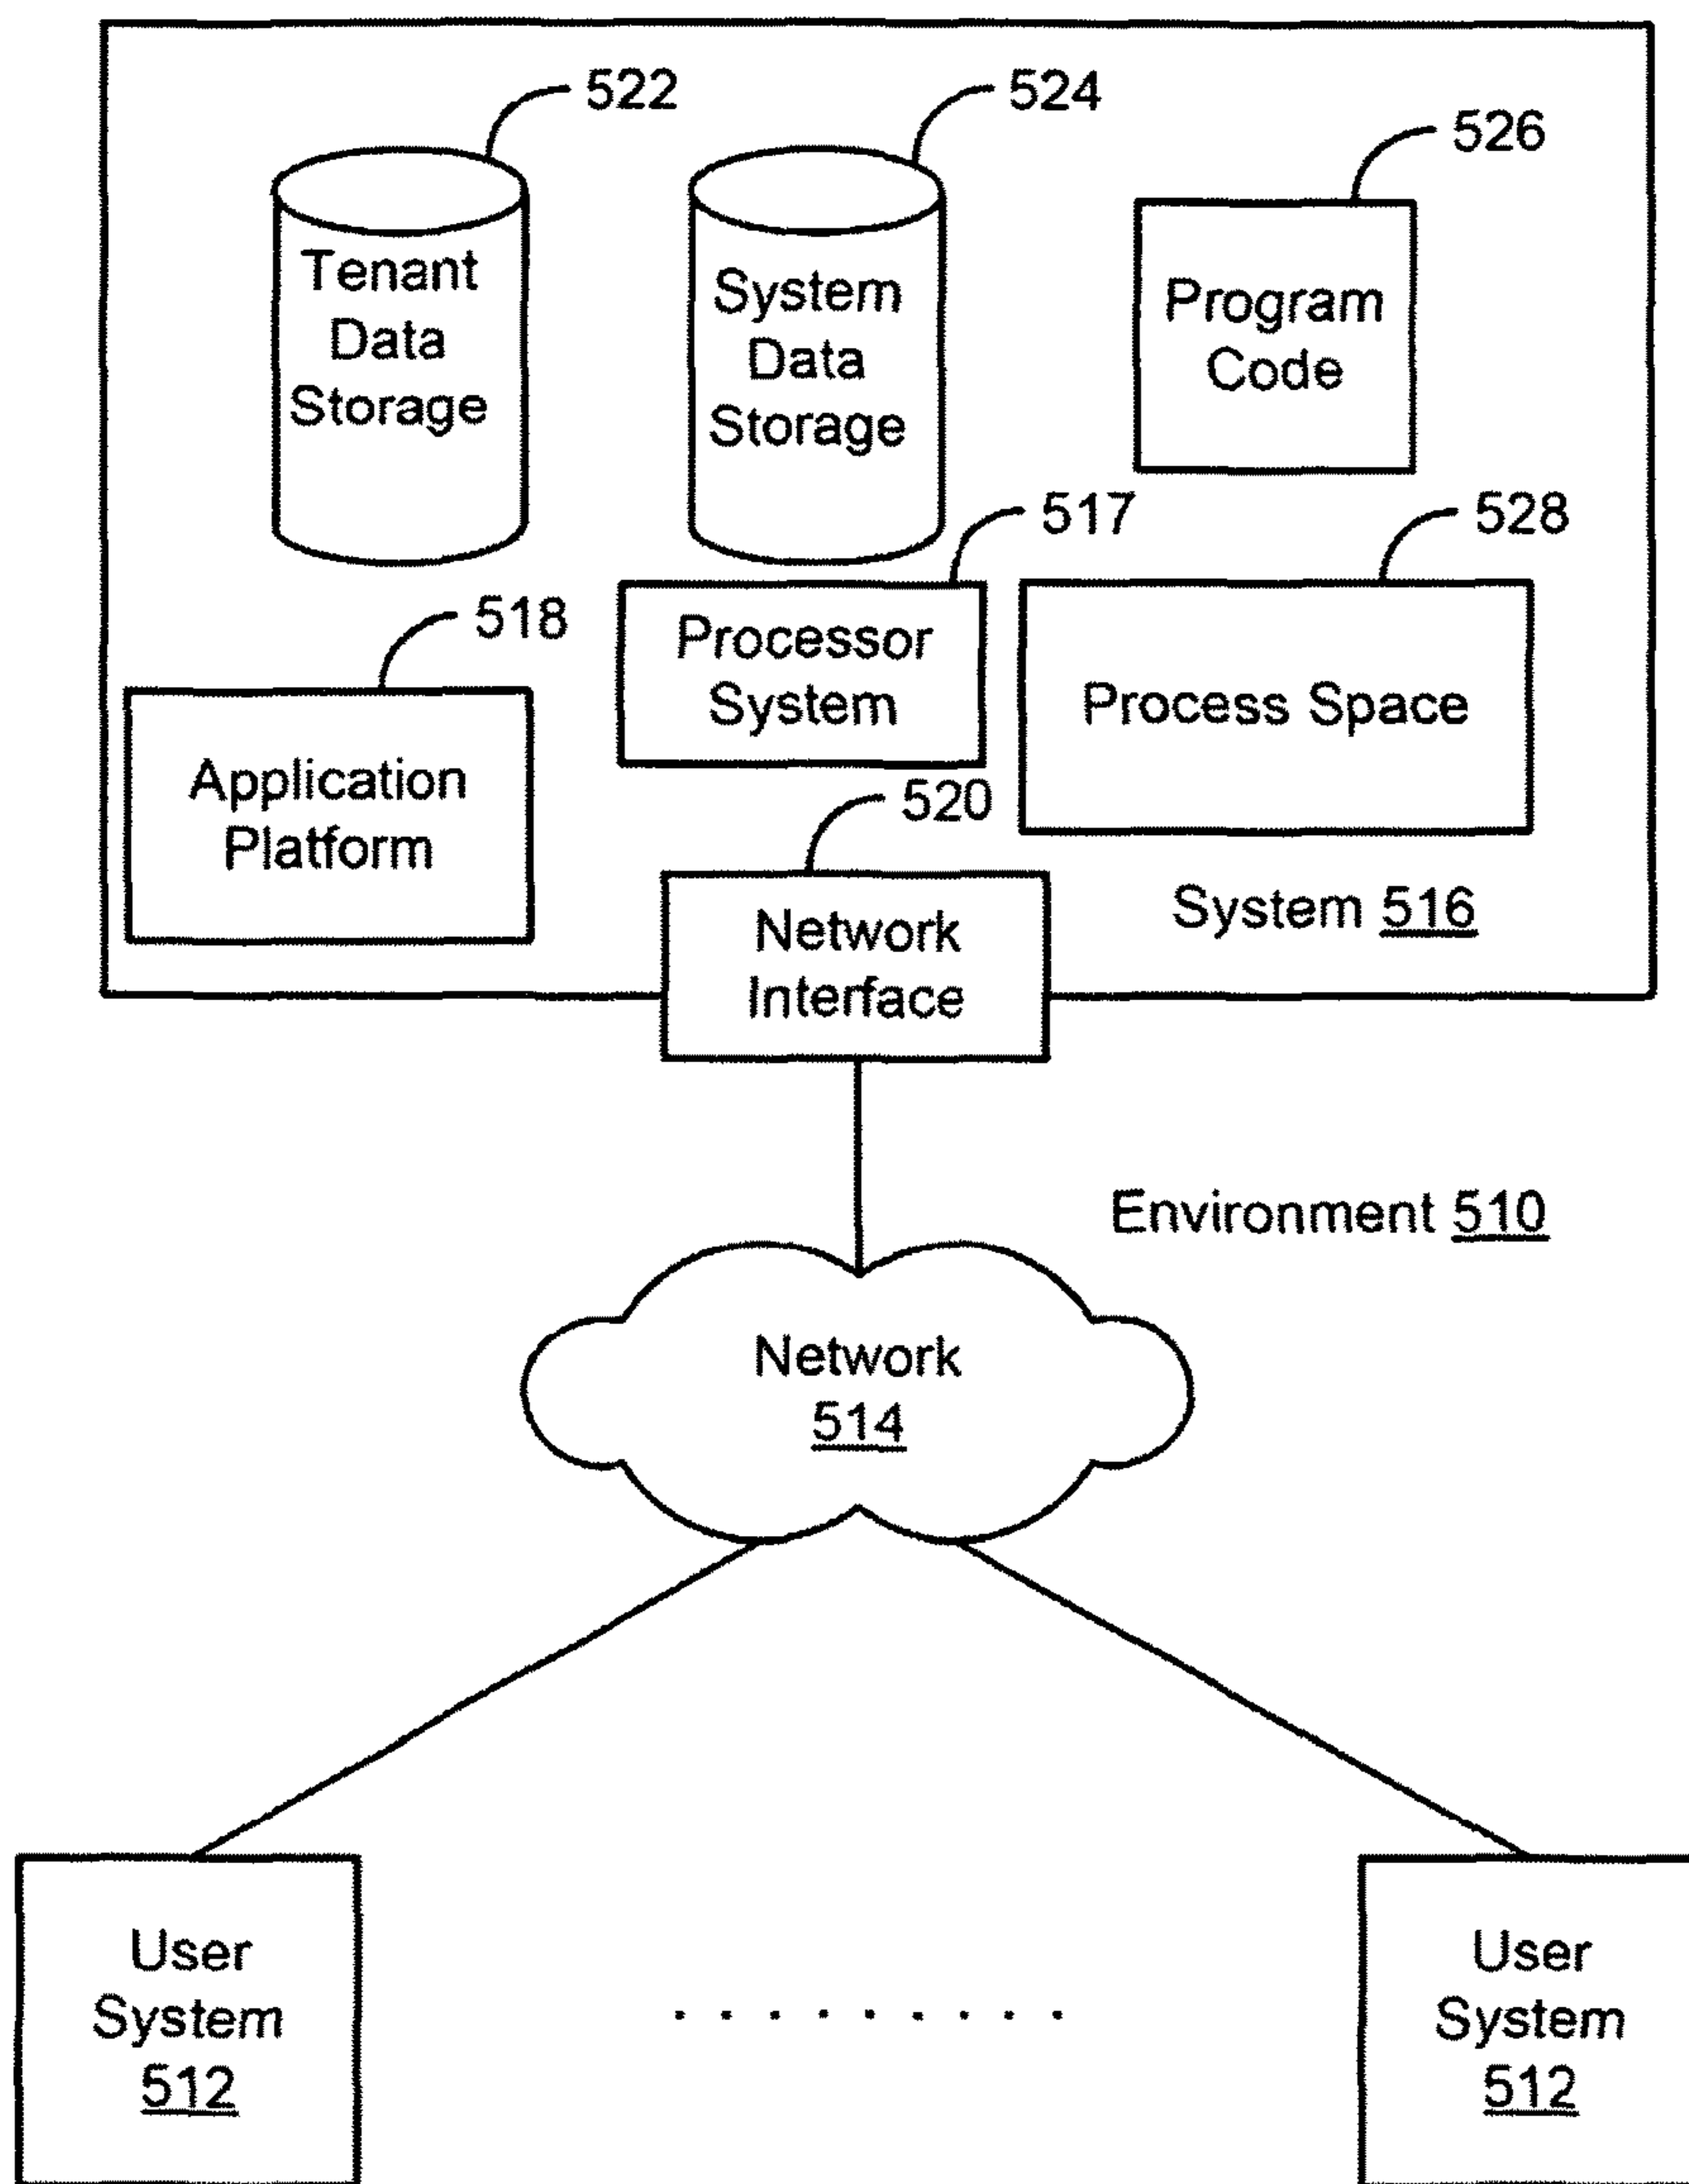 522
524
526
Tenant
Data
Storage
System
Data
Storage
Program
Code
517
528
518
Processor
System
Process Space
Application
Platform
520
Network
Interface
System 516
Environment 510
Network
514
User
System
512
. . . . . . . . .
User
System
512